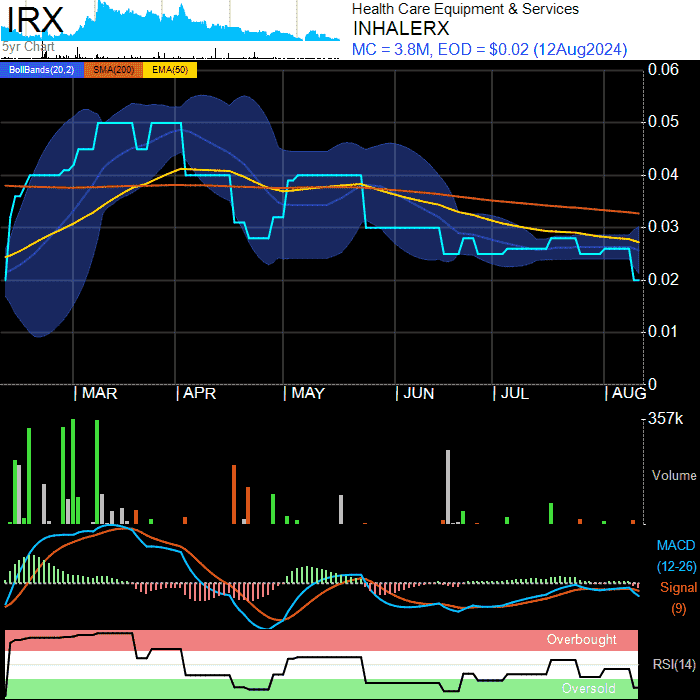 IRX
5yr Chart
Health Care Equipment & Services
INHALERX
MC = 3.8M, EOD = $0.02 (12Aug2024)
BollBands(20,2) SMA(200) EMA(50)
0.06
0.05
0.04
0.03
0.02
0.01
0
| MAR | APR | MAY | JUN | JUL | AUG
357k
Volume
MACD
(12-26)
Signal
(9)
Overbought
RSI(14)
Oversold